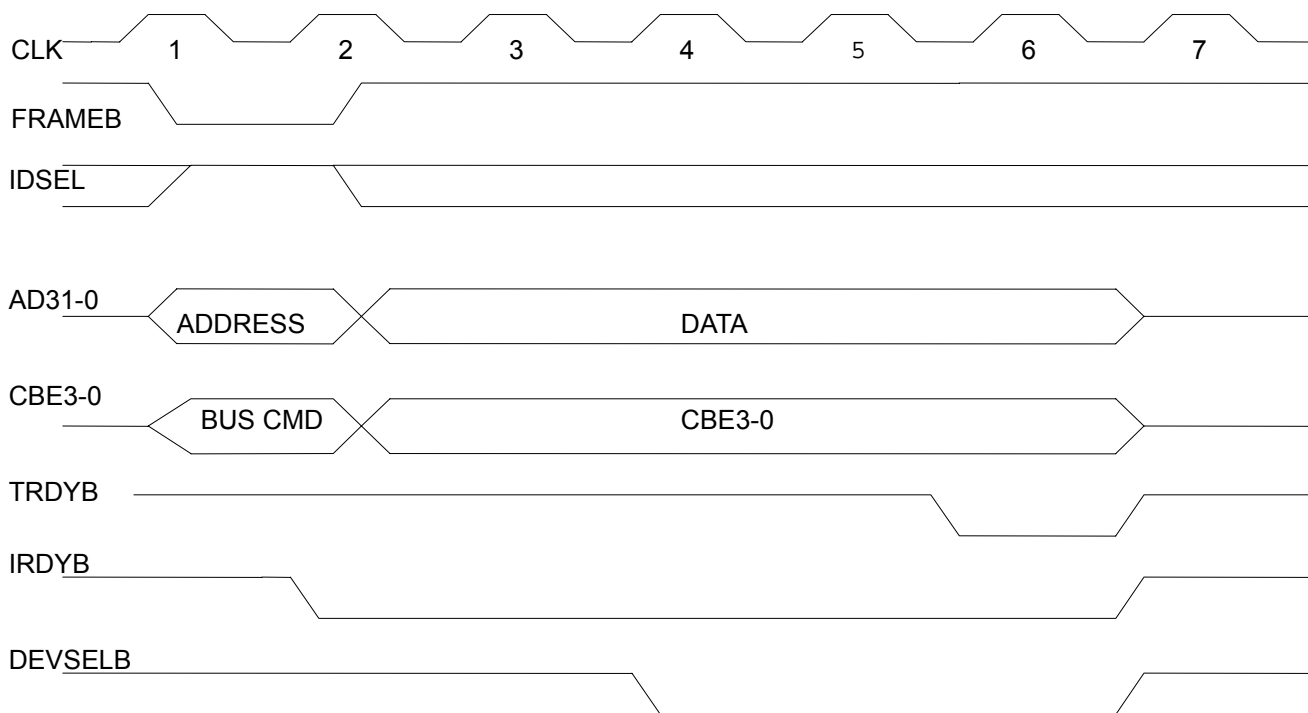 CLK 1 2 3 4 5 6 7
FRAMEB
IDSEL
AD31-0
ADDRESS DATA
CBE3-0
BUS CMD CBE3-0
TRDYB
IRDYB
DEVSELB